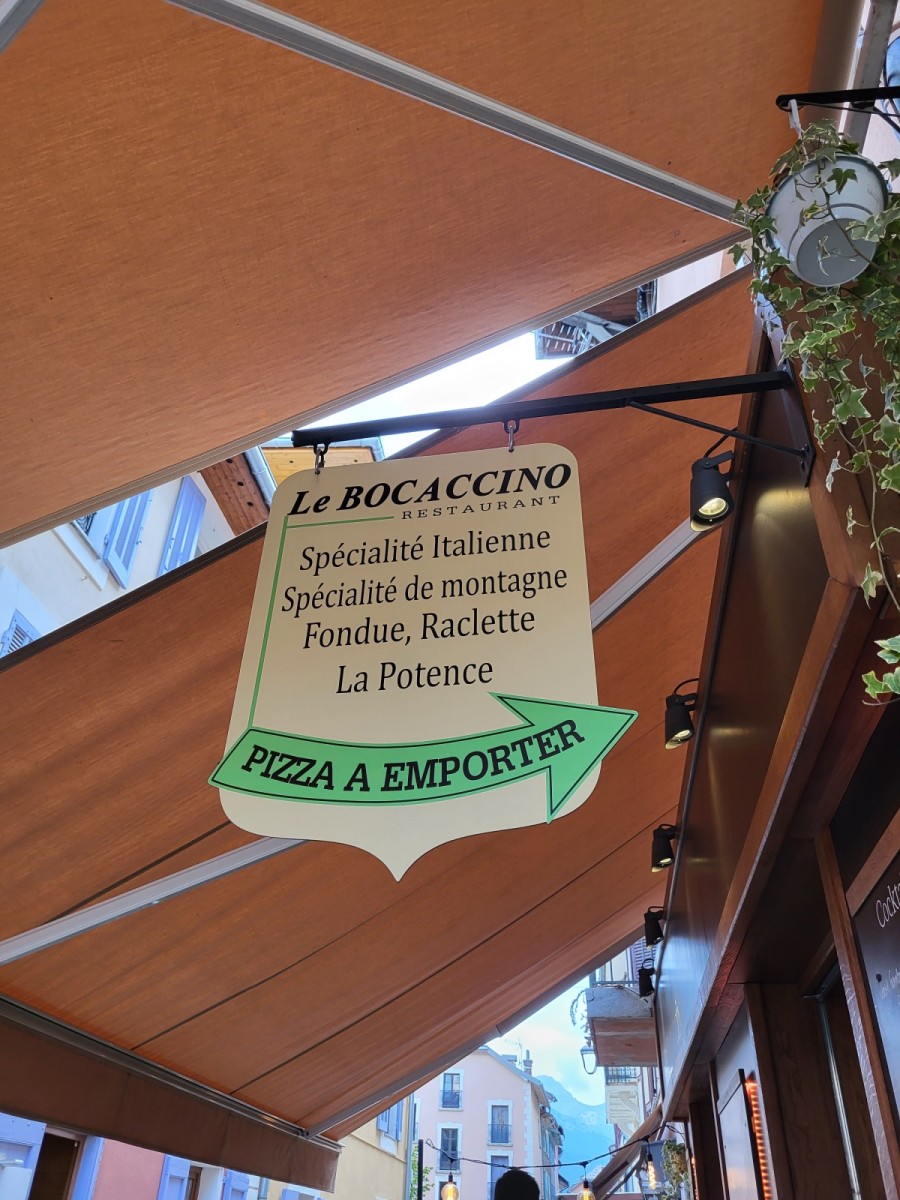 Le BOCACCINO
RESTAURANT
Spécialité Italienne
Spécialité de montagne
Fondue, Raclette
La Potence
PIZZA A EMPORTER